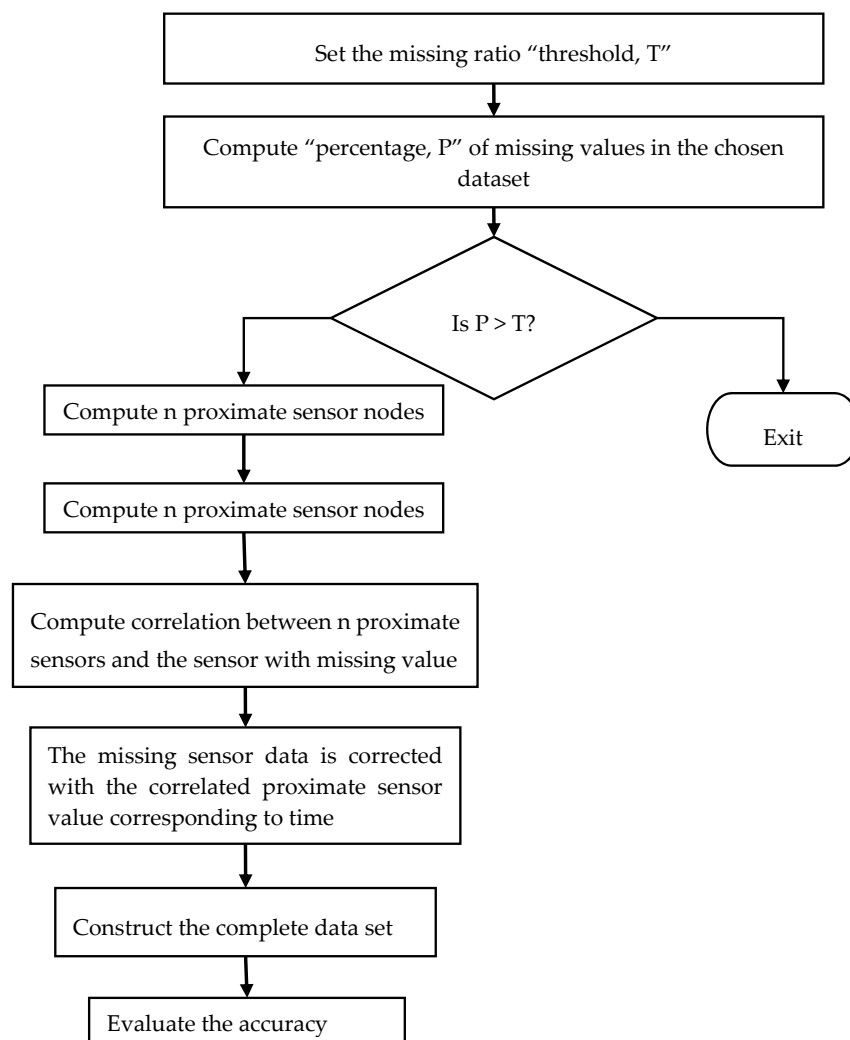 Set the missing ratio “threshold, T”
Compute “percentage, P” of missing values in the chosen
dataset
Is P > T?
Compute n proximate sensor nodes
Exit
Compute n proximate sensor nodes
Compute correlation between n proximate
sensors and the sensor with missing value
The missing sensor data is corrected
with the correlated proximate sensor
value corresponding to time
Construct the complete data set
Evaluate the accuracy